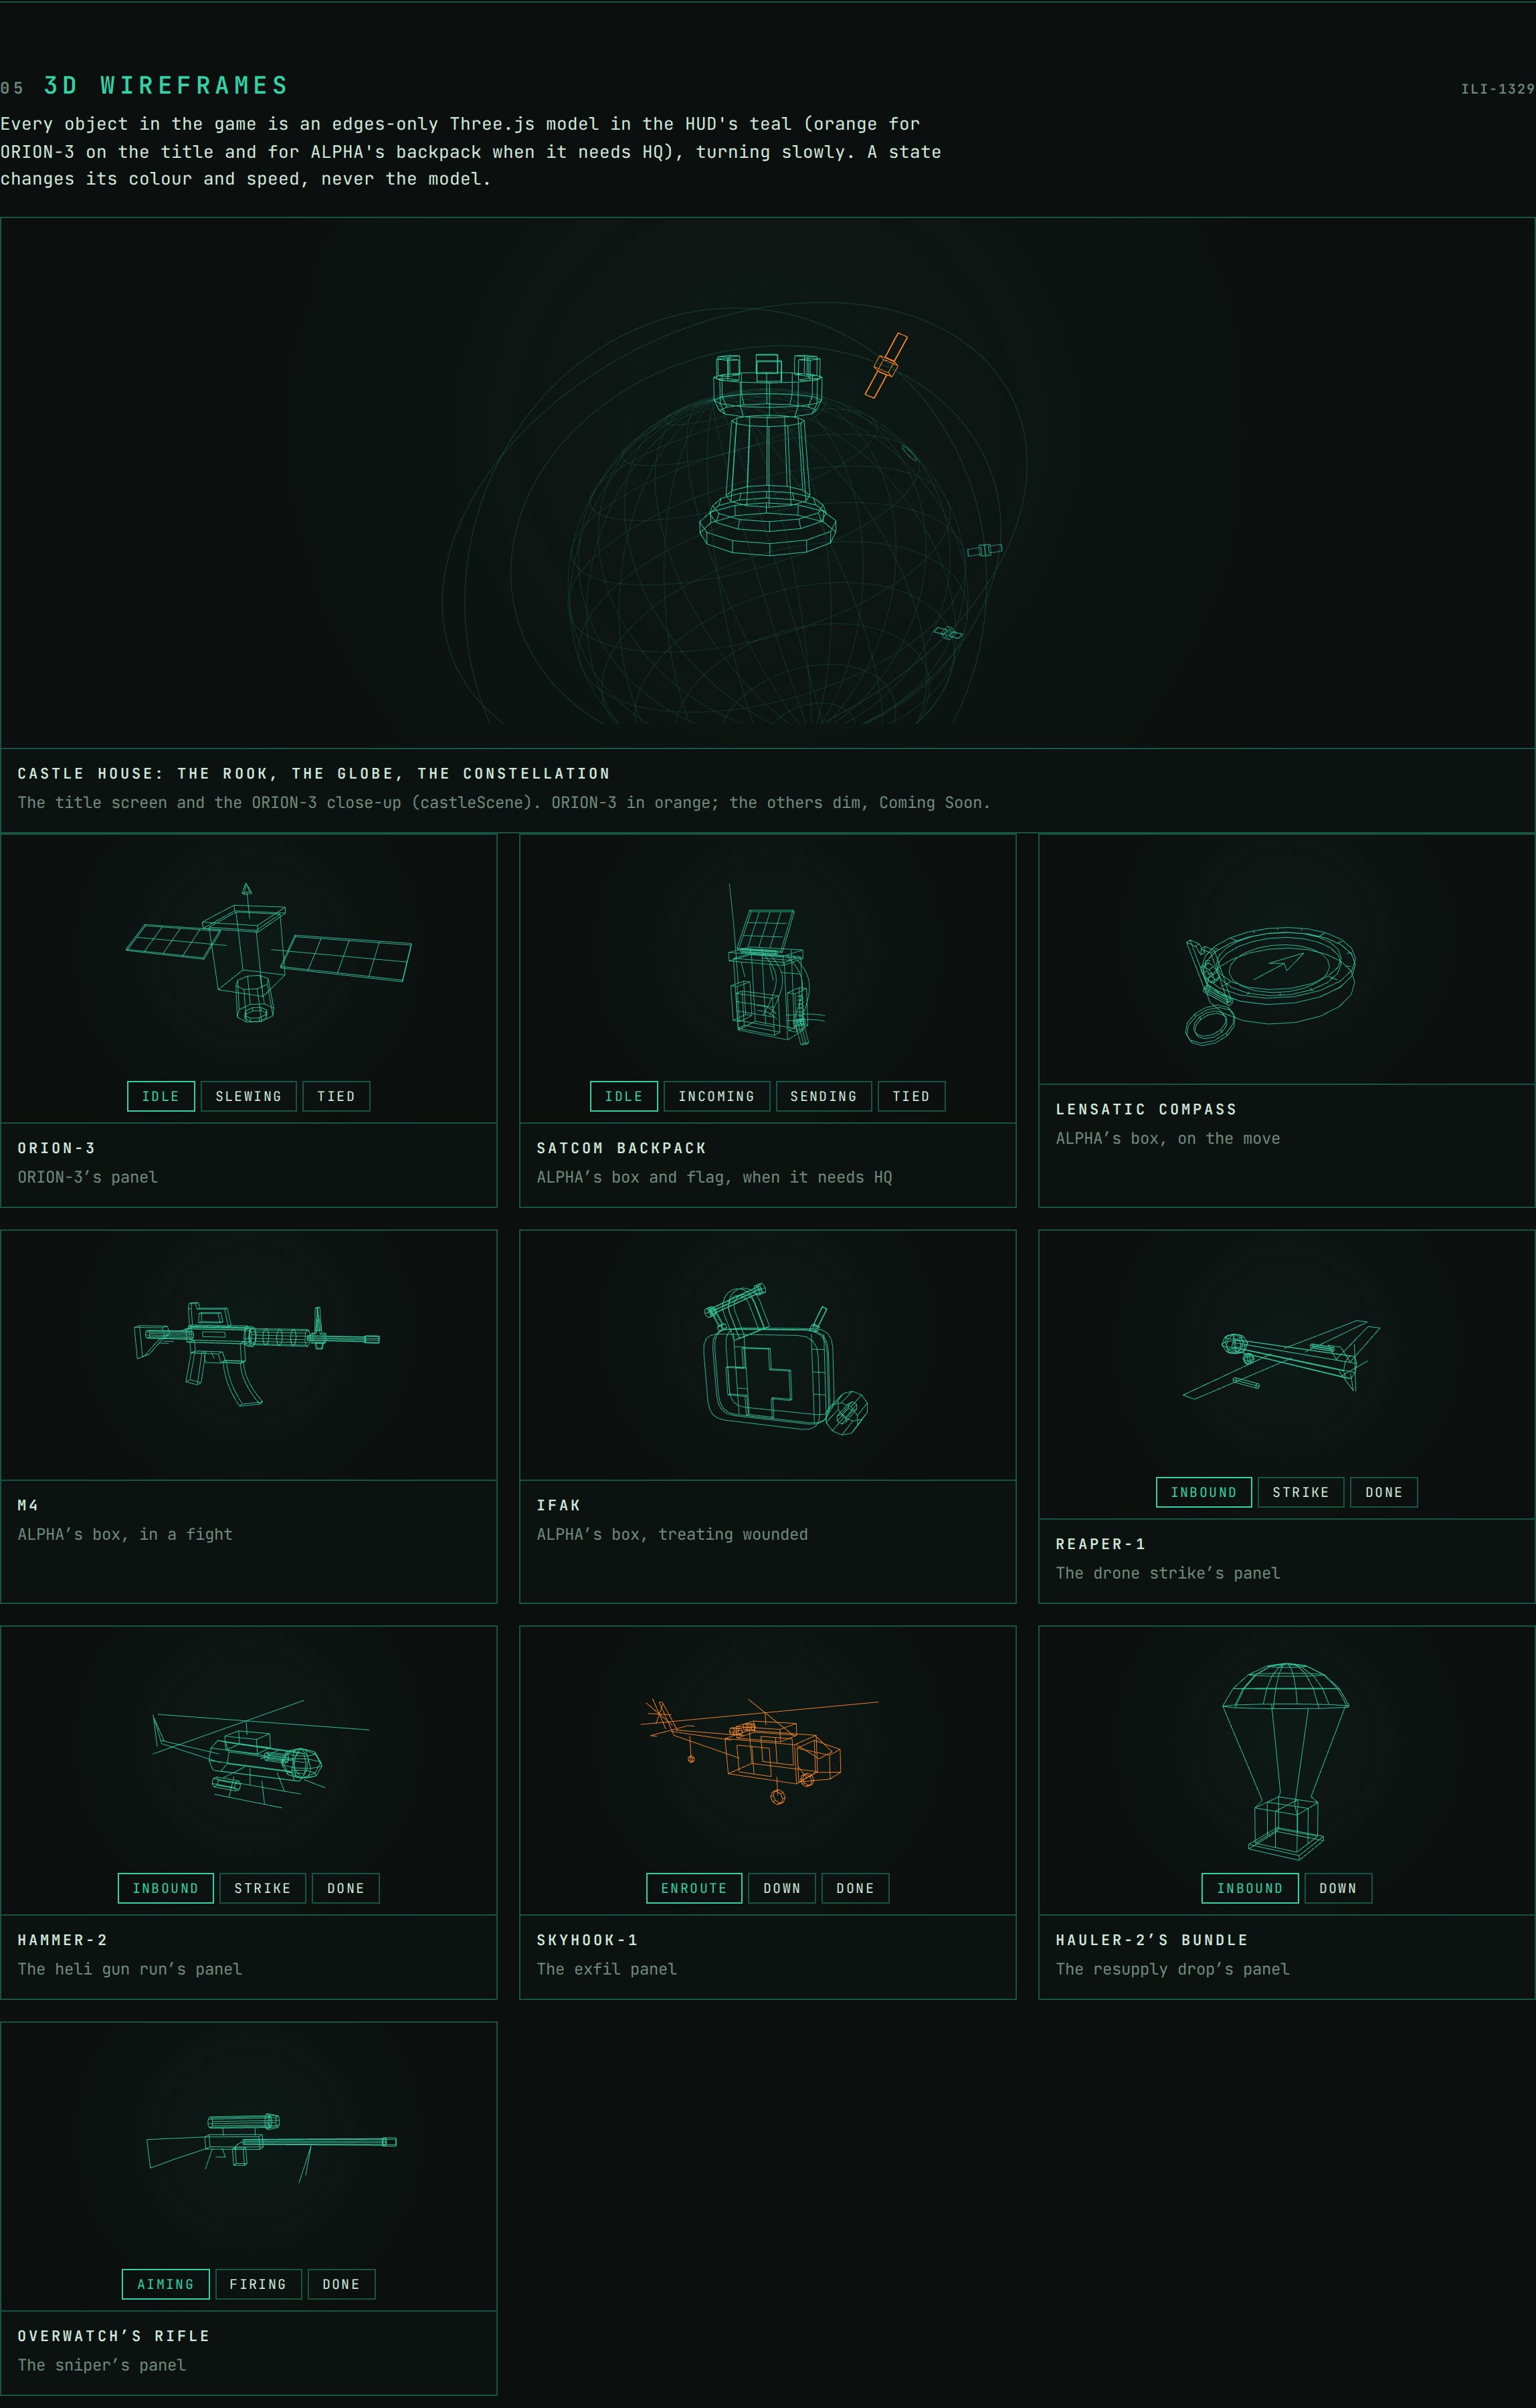 05 3D WIREFRAMES
ILI-1329
Every object in the game is an edges-only Three.js model in the HUD's teal (orange for
ORION-3 on the title and for ALPHA's backpack when it needs HQ), turning slowly. A state
changes its colour and speed, never the model.
CASTLE HOUSE: THE ROOK, THE GLOBE, THE CONSTELLATION
The title screen and the ORION-3 close-up (castleScene). ORION-3 in orange; the others dim, Coming Soon.
IDLE SLEWING TIED
ORION-3
ORION-3’s panel
IDLE INCOMING SENDING TIED
SATCOM BACKPACK
ALPHA’s box and flag, when it needs HQ
LENSATIC COMPASS
ALPHA’s box, on the move
M4
ALPHA’s box, in a fight
IFAK
ALPHA’s box, treating wounded
INBOUND STRIKE DONE
REAPER-1
The drone strike’s panel
INBOUND STRIKE DONE
HAMMER-2
The heli gun run’s panel
ENROUTE DOWN DONE
SKYHOOK-1
The exfil panel
INBOUND DOWN
HAULER-2’S BUNDLE
The resupply drop’s panel
AIMING FIRING DONE
OVERWATCH’S RIFLE
The sniper’s panel